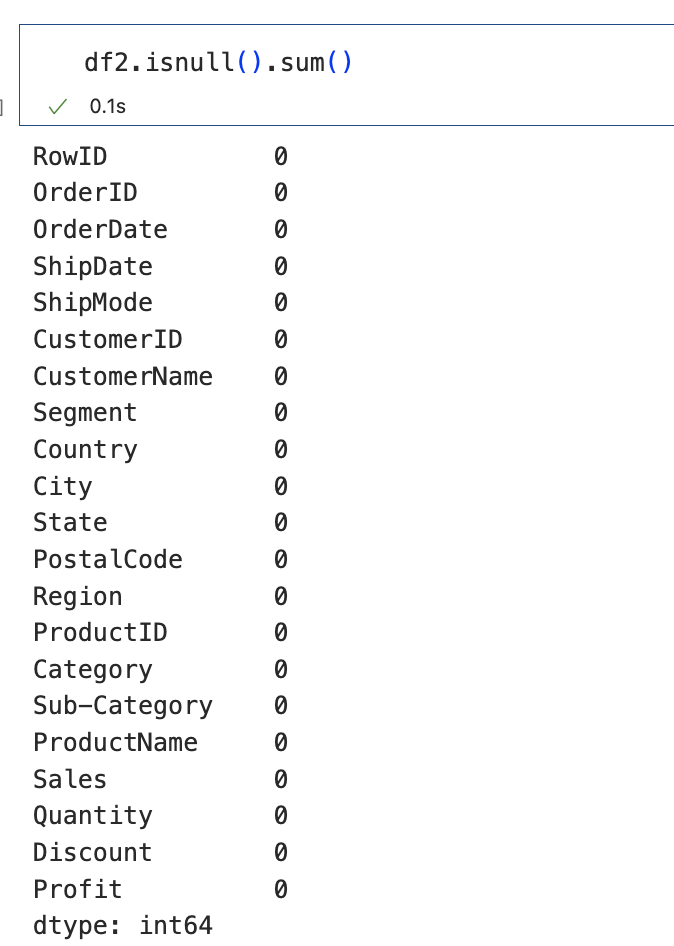 df2.isnull().sum()
0.1s
RowID 0
OrderID 0
OrderDate 0
ShipDate 0
ShipMode 0
CustomerID 0
CustomerName 0
Segment 0
Country 0
City 0
State 0
PostalCode 0
Region 0
ProductID 0
Category 0
Sub-Category 0
ProductName 0
Sales 0
Quantity 0
Discount 0
Profit 0
dtype: int64